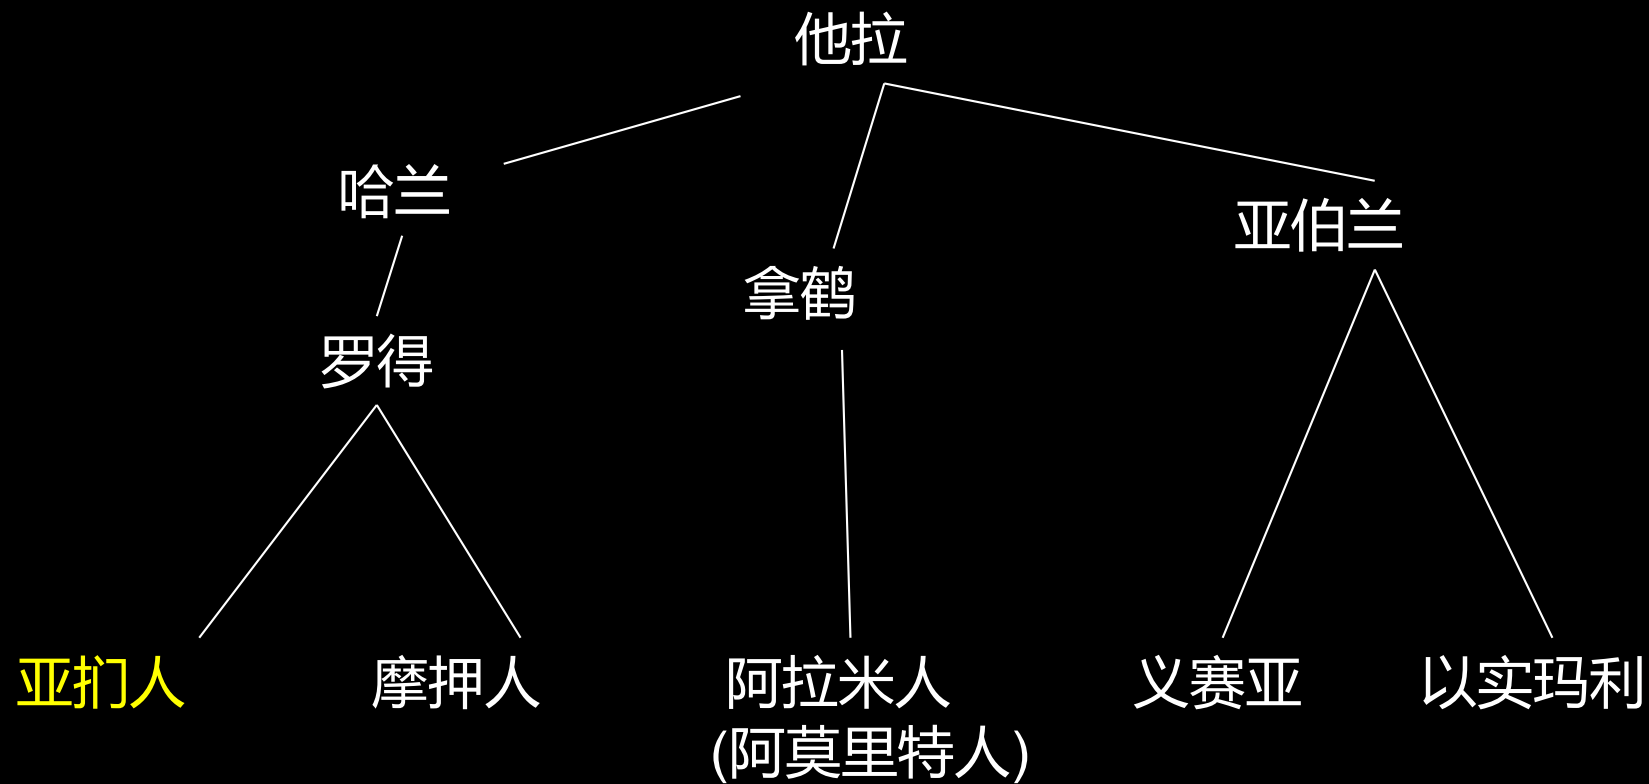 他拉
哈兰
亚伯兰
拿鹤
罗得
亚扪人
摩押人
阿拉米人
(阿莫里特人)
义赛亚
以实玛利